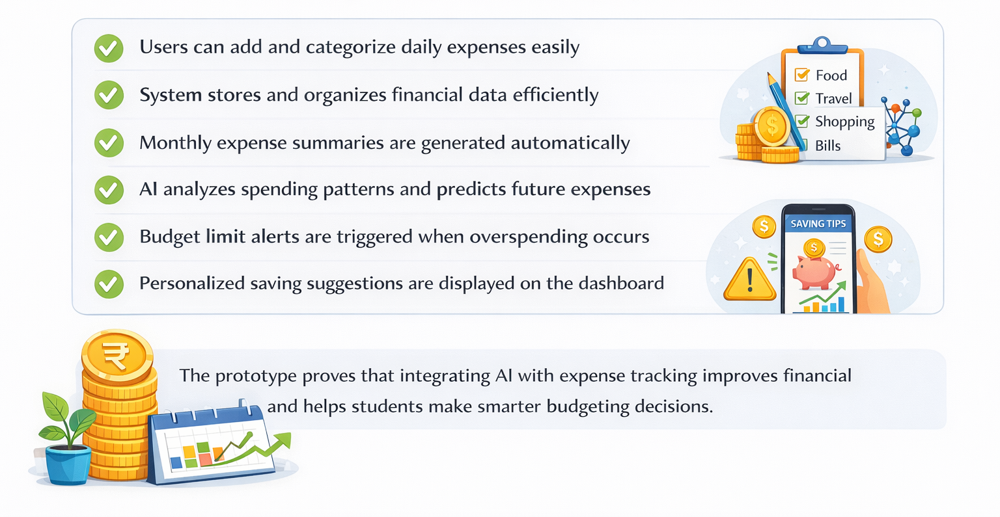 Users can add and categorize daily expenses easily
System stores and organizes financial data efficiently
Monthly expense summaries are generated automatically
AI analyzes spending patterns and predicts future expenses
Budget limit alerts are triggered when overspending occurs
Personalized saving suggestions are displayed on the dashboard
Food
Travel
Shopping
Bills
$
SAVING TIPS
$
$
$
!
₹
The prototype proves that integrating AI with expense tracking improves financial
and helps students make smarter budgeting decisions.